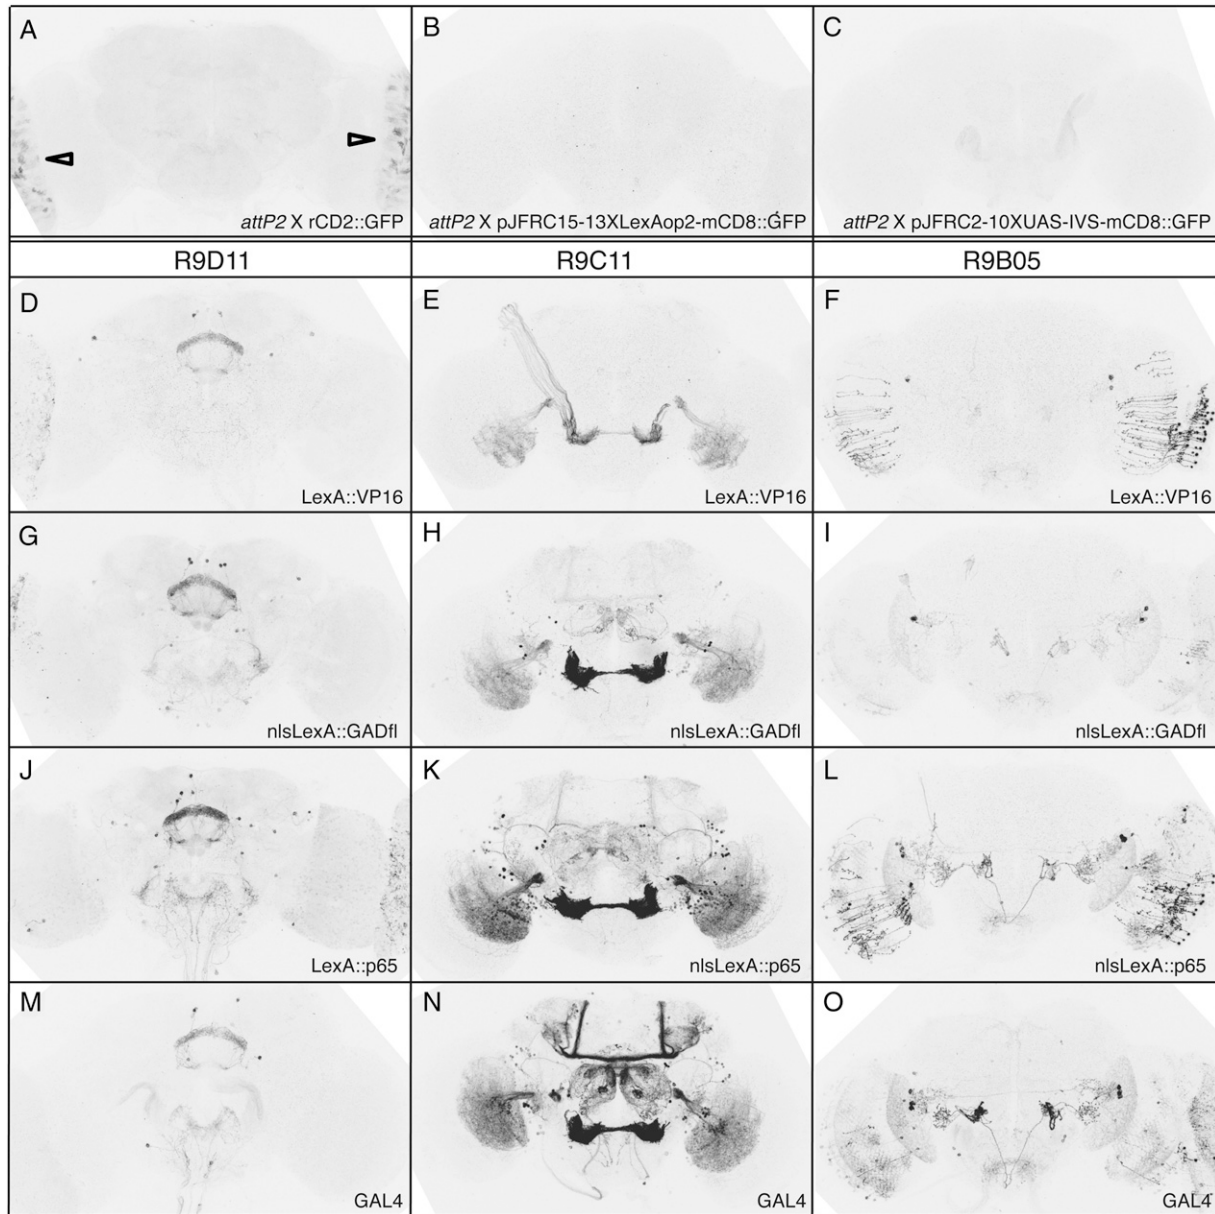 A
B
C
attP2 X rCD2::GFP
attP2 X pJFRC15-13XLexAop2-mCD8::GFP
attP2 X pJFRC2-10XUAS-IVS-mCD8::GFP
R9D11
R9C11
R9B05
D
E
F
LexA::VP16
LexA::VP16
LexA::VP16
G
H
I
nlsLexA::GADfl
nlsLexA::GADfl
nlsLexA::GADfl
J
K
L
LexA::p65
nlsLexA::p65
nlsLexA::p65
M
N
O
GAL4
GAL4
GAL4